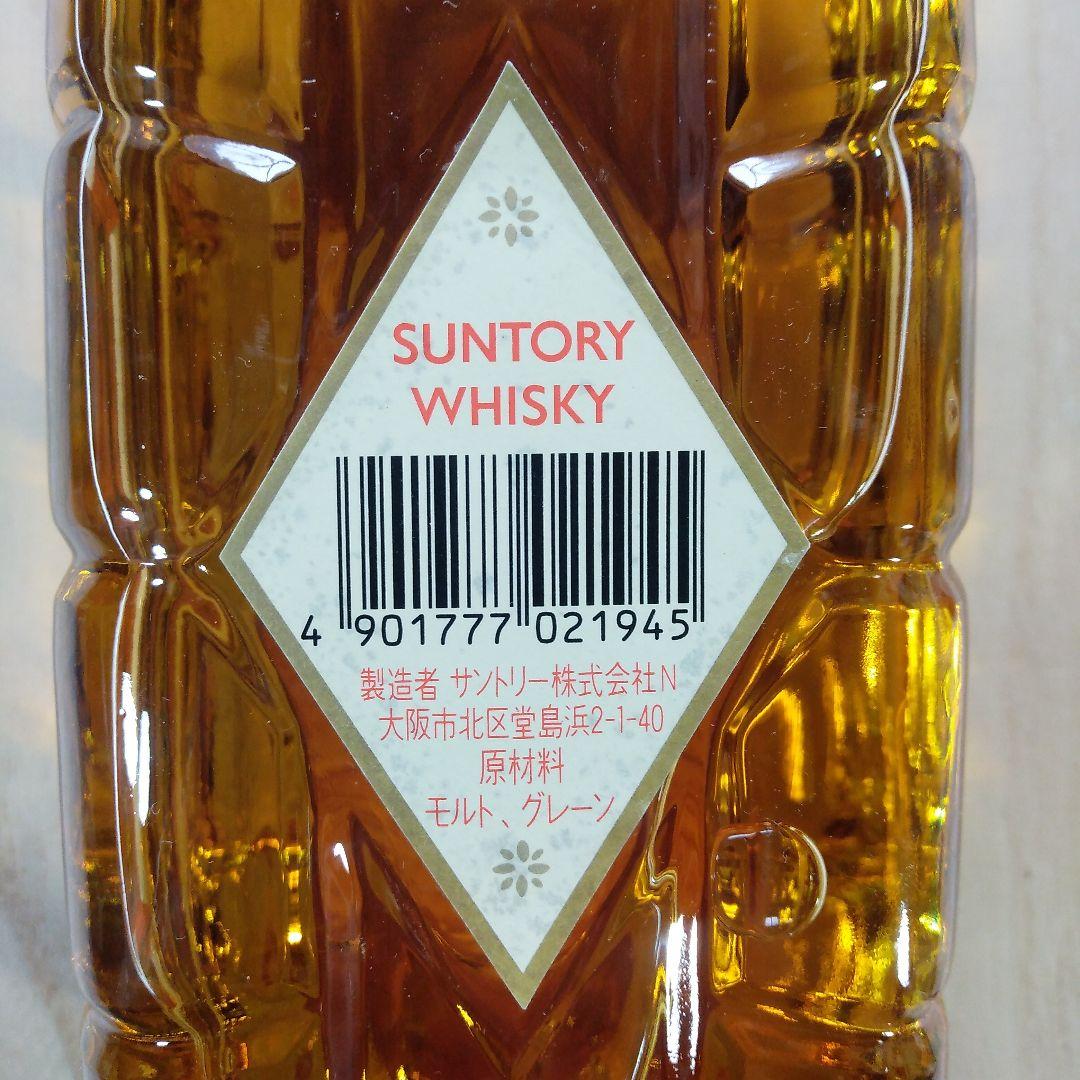 SUNTORY
WHISKY
4 901777 021945
製造者 サントリー株式会社N
大阪市北区堂島浜2-1-40
原材料
モルト、グレーン